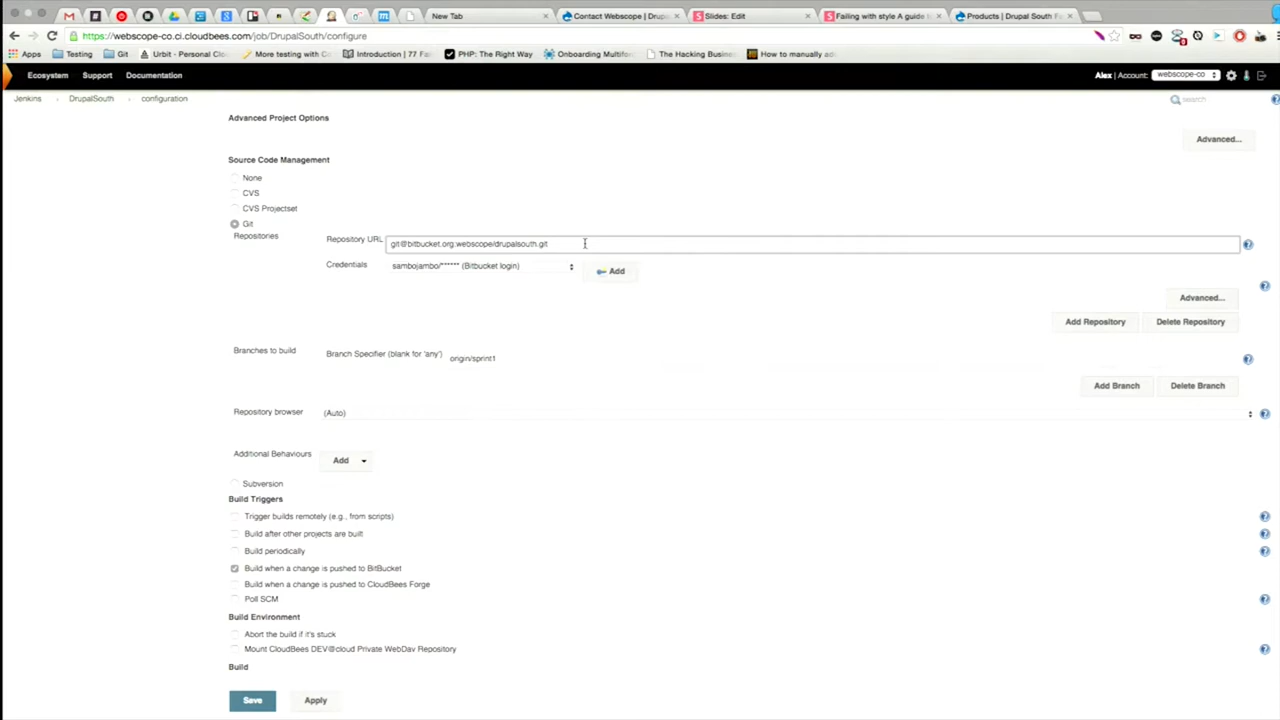 New Tab
Contact Webscope | Drup
Slides: Edit
Failing with style A guide
Products | Drupal South F
https://webscope-co.ci.cloudbees.com/job/DrupalSouth/configure
Apps
Testing
Git
Urbit - Personal Clo
More testing with C
Introduction | 77 Fa
PHP: The Right Way
Onboarding Multifor
The Hacking Busine
How to manually ad
Ecosystem
Support
Documentation
Alex | Account:
webscope-co
Jenkins
DrupalSouth
configuration
search
Advanced Project Options
Advanced...
Source Code Management
None
CVS
CVS Projectset
Git
Repositories
Repository URL
git@bitbucket.org:webscope/drupalsouth.git
Credentials
sambojambo/****** (Bitbucket login)
Add
Advanced...
Add Repository
Delete Repository
Branches to build
Branch Specifier (blank for 'any')
origin/sprint1
Add Branch
Delete Branch
Repository browser
(Auto)
Additional Behaviours
Add
Subversion
Build Triggers
Trigger builds remotely (e.g., from scripts)
Build after other projects are built
Build periodically
Build when a change is pushed to BitBucket
Build when a change is pushed to CloudBees Forge
Poll SCM
Build Environment
Abort the build if it's stuck
Mount CloudBees DEV@cloud Private WebDav Repository
Build
Save
Apply